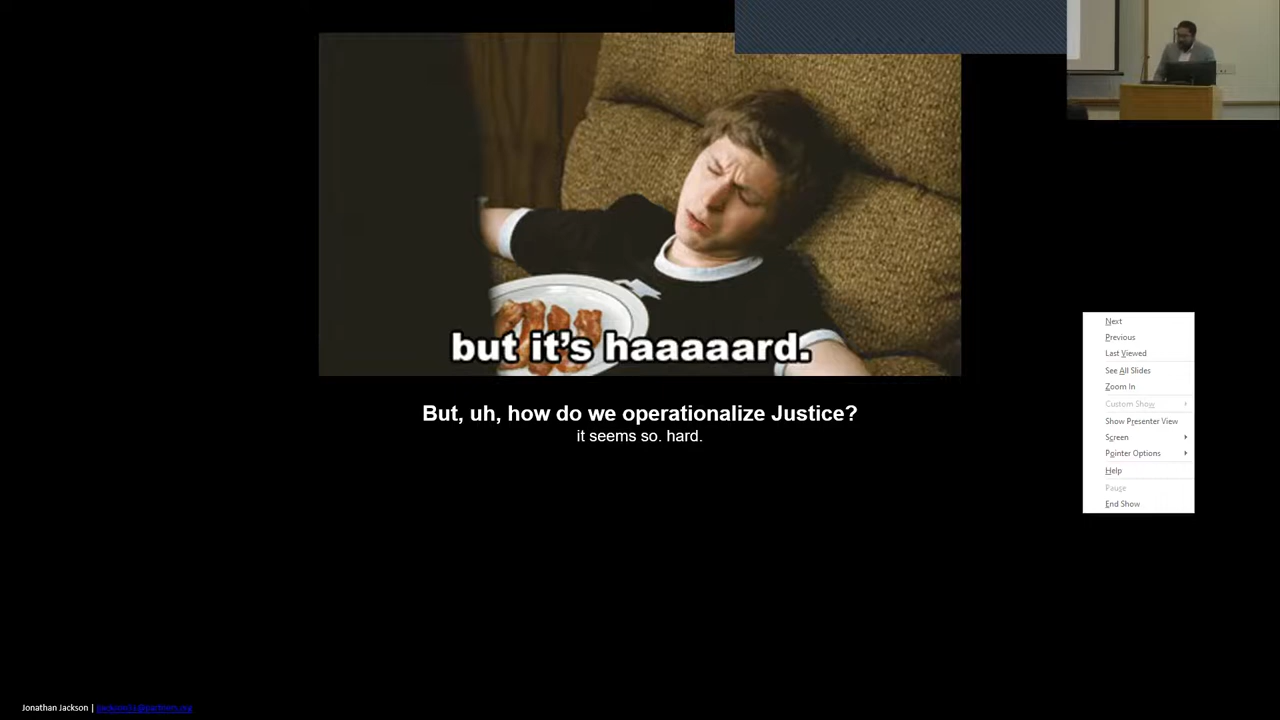 but it's haaaaard.
But, uh, how do we operationalize Justice?
it seems so. hard.
Next
Previous
Last Viewed
See All Slides
Zoom In
Custom Show
Show Presenter View
Screen
Pointer Options
Help
Pause
End Show
Jonathan Jackson |